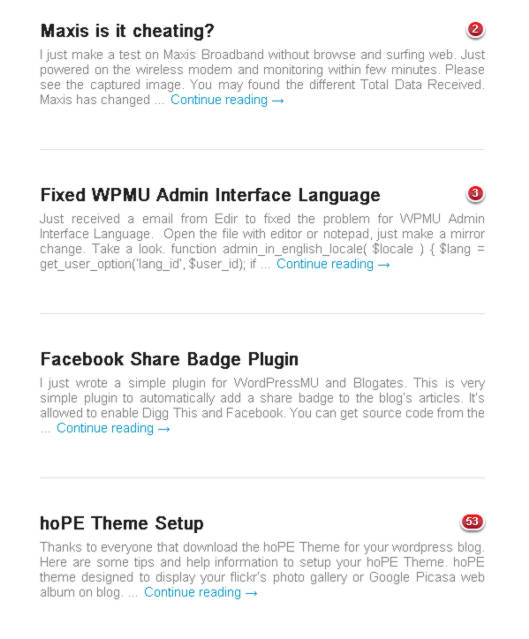 Maxis is it cheating? 2
I just make a test on Maxis Broadband without browse and surfing web. Just
powered on the wireless modem and monitoring within few minutes. Please
see the captured image. You may found the different Total Data Received.
Maxis has changed ... Continue reading →
Fixed WPMU Admin Interface Language 3
Just received a email from Edir to fixed the problem for WPMU Admin
Interface Language. Open the file with editor or notepad, just make a mirror
change. Take a look. function admin_in_english_locale( $locale ) { $lang =
get_user_option('lang_id', $user_id); if ... Continue reading →
Facebook Share Badge Plugin
I just wrote a simple plugin for WordPressMU and Blogates. This is very
simple plugin to automatically add a share badge to the blog's articles. It's
allowed to enable Digg This and Facebook. You can get source code from the
... Continue reading →
hoPE Theme Setup 53
Thanks to everyone that download the hoPE Theme for your wordpress blog.
Here are some tips and help information to setup your hoPE Theme. hoPE
theme designed to display your flickr's photo gallery or Google Picasa web
album on blog. ... Continue reading →